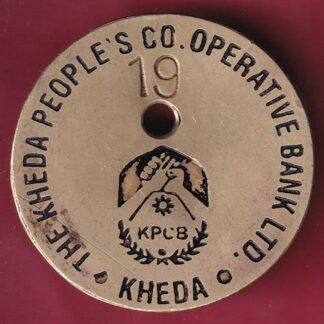 THE KHEDA PEOPLE'S CO.OPERATIVE BANK LTD.
19
KPCB
KHEDA